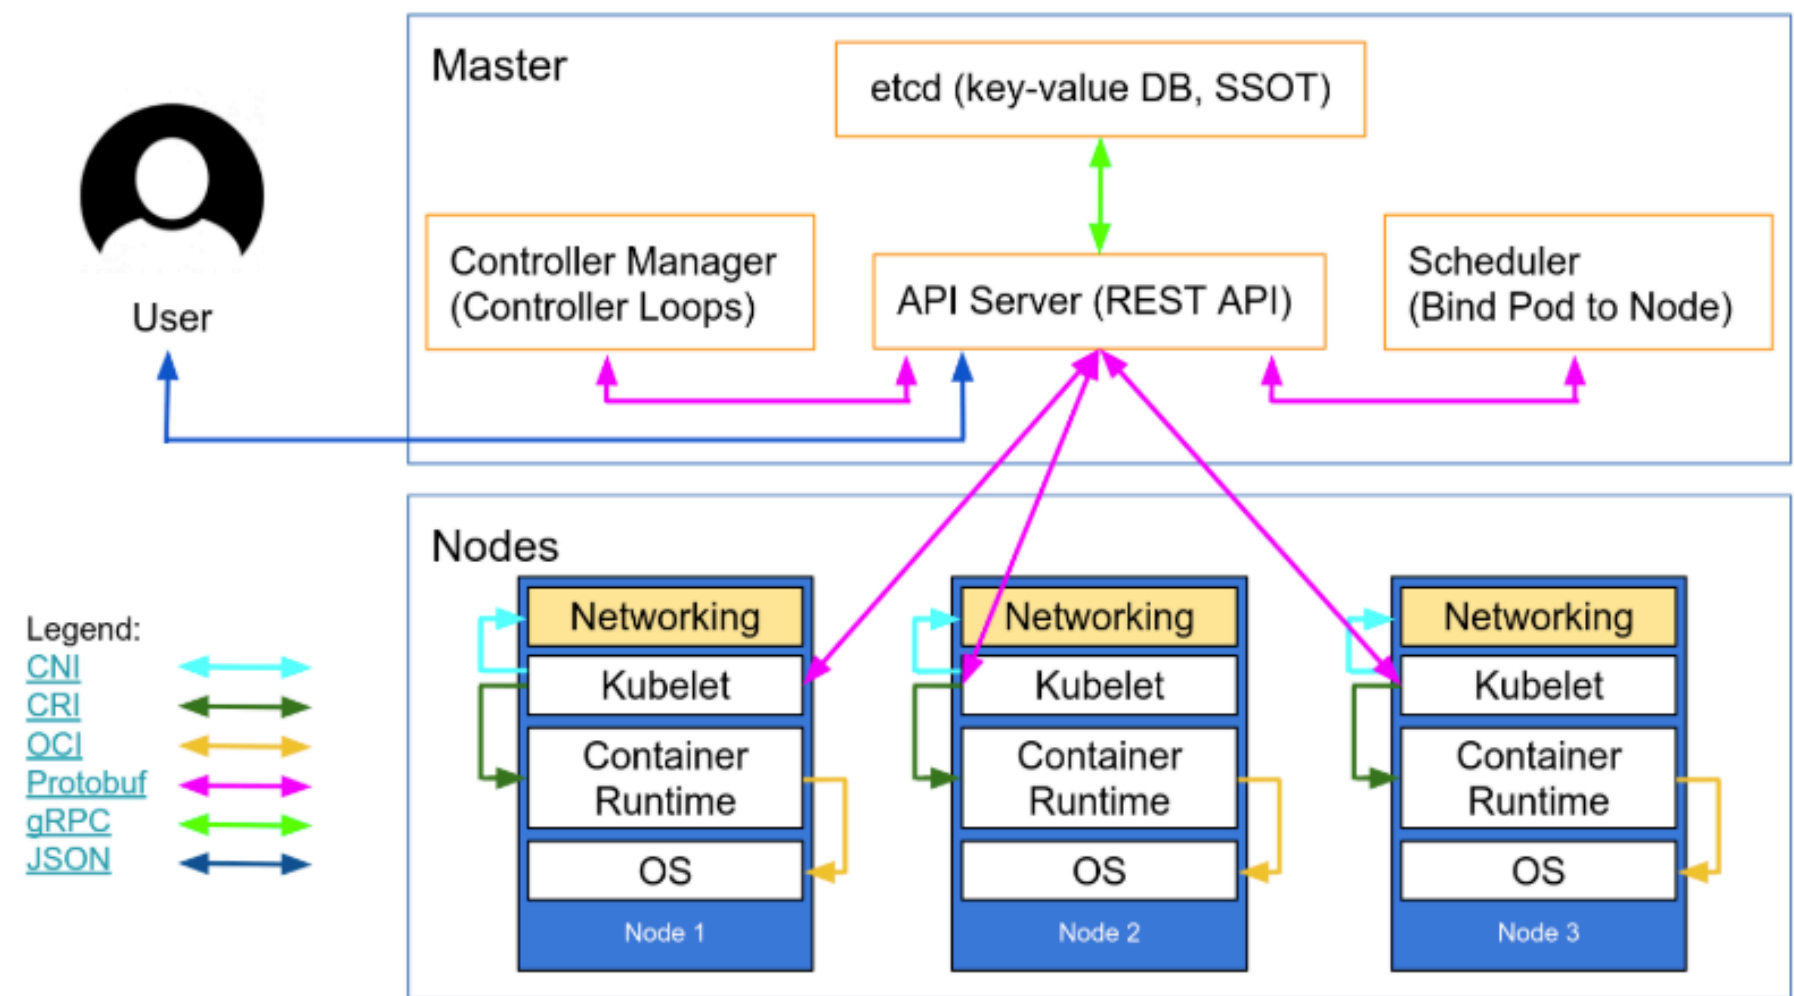 Master
etcd (key-value DB, SSOT)
Controller Manager
(Controller Loops)
API Server (REST API)
Scheduler
(Bind Pod to Node)
User
Nodes
Networking
Kubelet
Container
Runtime
OS
Node 1
Networking
Kubelet
Container
Runtime
OS
Node 2
Networking
Kubelet
Container
Runtime
OS
Node 3
Legend:
CNI
CRI
OCI
Protobuf
gRPC
JSON